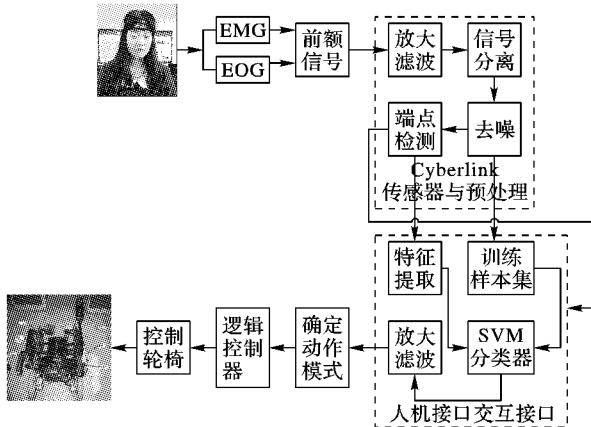 EMG
EOG
前额
信号
放大
滤波
信号
分离
端点
检测
去噪
Cyberlink
传感器与预处理
特征
提取
训练
样本集
控制
轮椅
逻辑
控制
器
确定
动作
模式
放大
滤波
SVM
分类器
人机接口交互接口